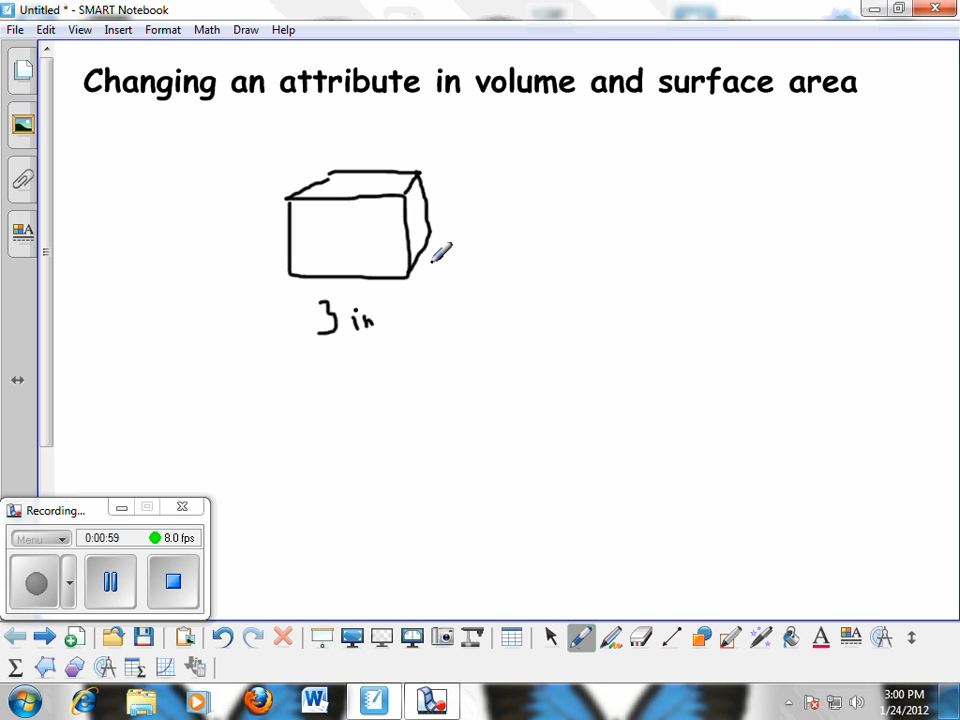 Untitled * - SMART Notebook
File Edit View Insert Format Math Draw Help
Changing an attribute in volume and surface area
3 in
Recording...
Menu
0:00:59
8.0 fps
3:00 PM
1/24/2012